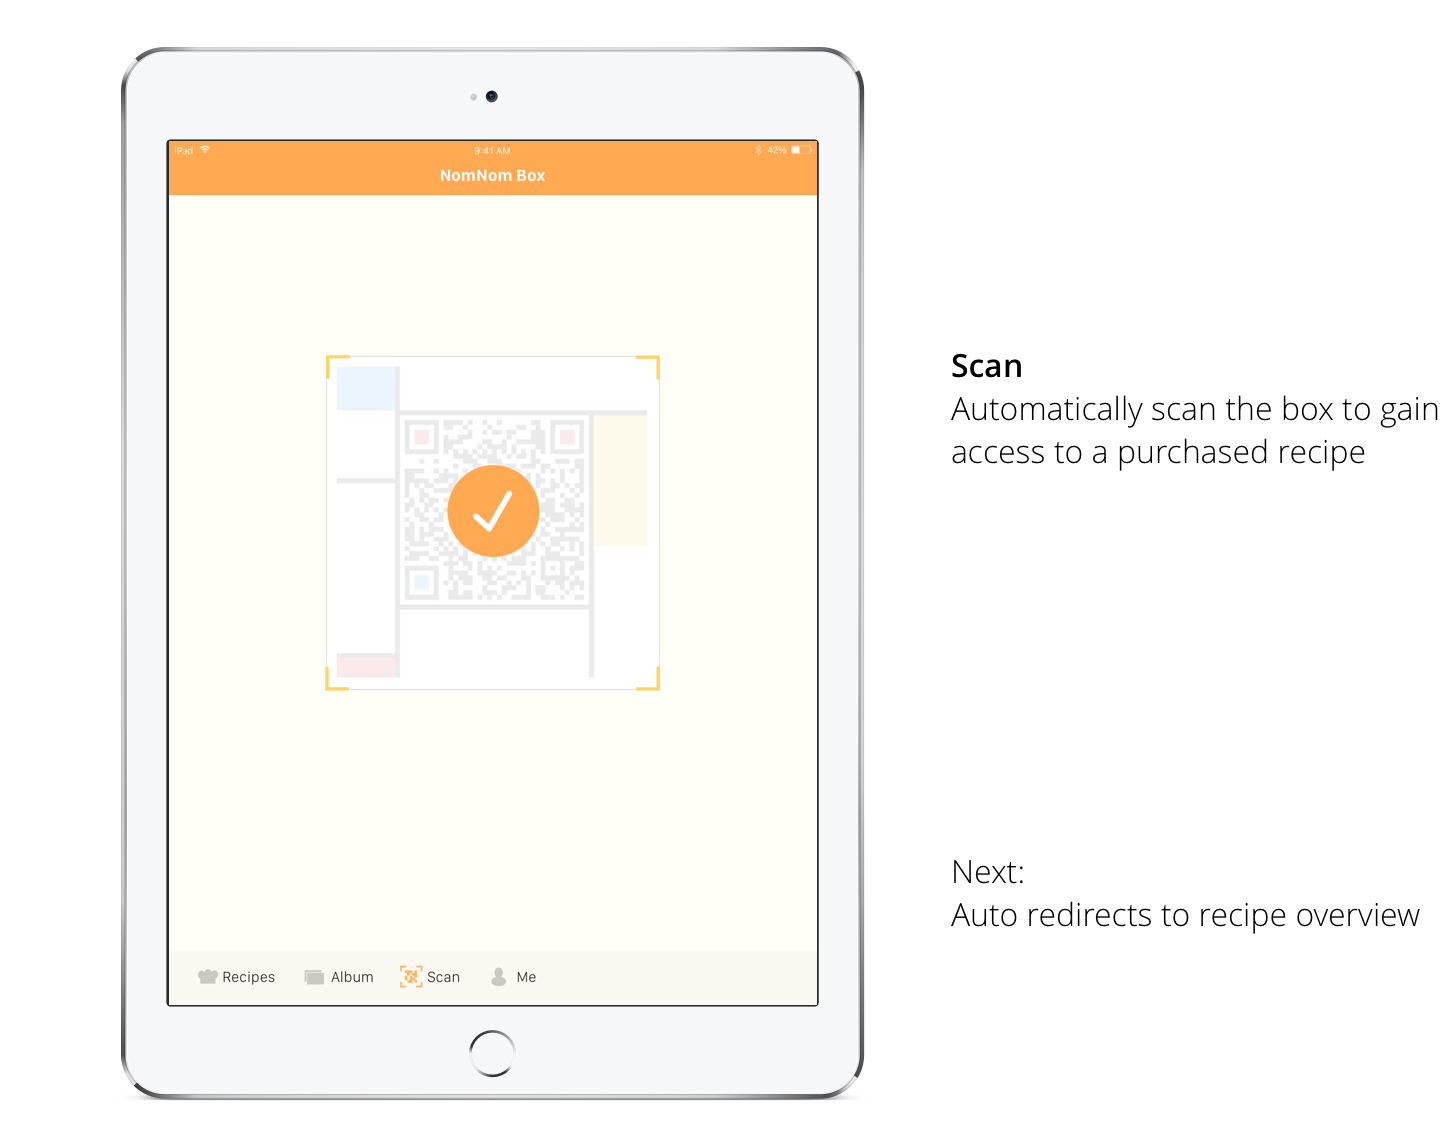 iPad
9:41 AM
42%
NomNom Box
Scan
Automatically scan the box to gain
access to a purchased recipe
Next:
Auto redirects to recipe overview
Recipes
Album
Scan
Me